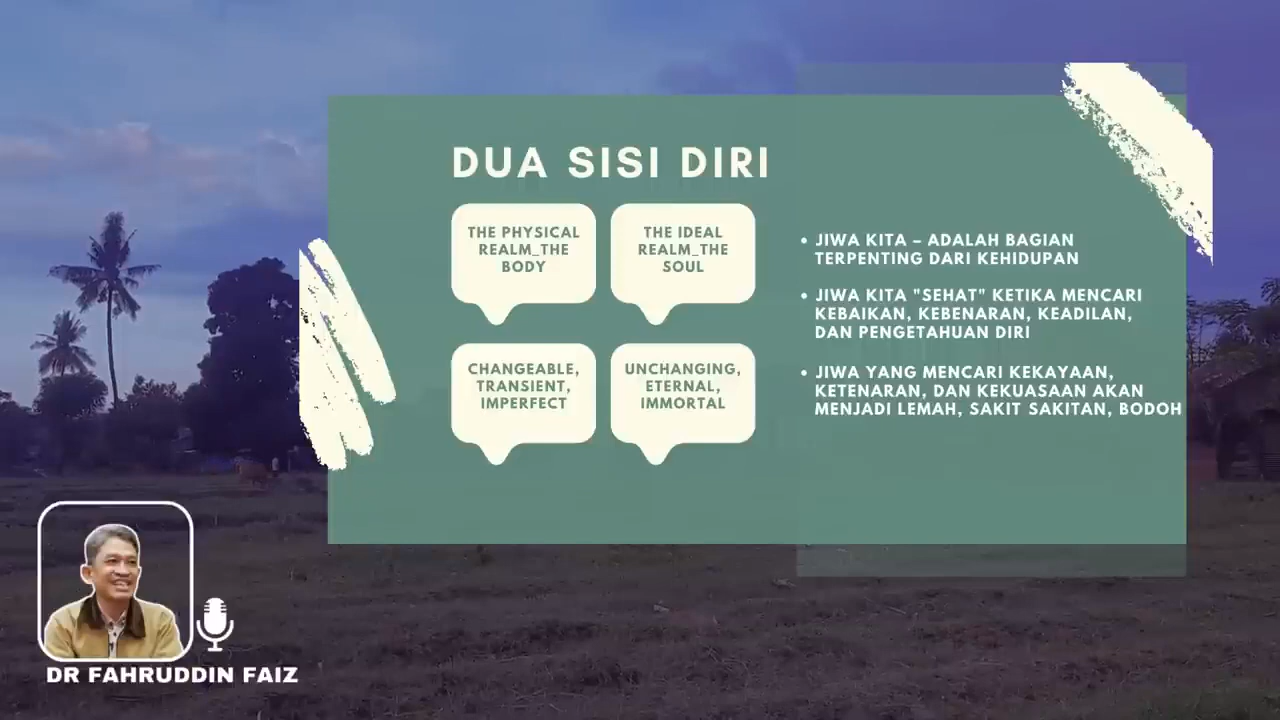 DUA SISI DIRI
THE PHYSICAL
REALM_THE
BODY
THE IDEAL
REALM_THE
SOUL
CHANGEABLE,
TRANSIENT,
IMPERFECT
UNCHANGING,
ETERNAL,
IMMORTAL
• JIWA KITA – ADALAH BAGIAN
TERPENTING DARI KEHIDUPAN
• JIWA KITA "SEHAT" KETIKA MENCARI
KEBAIKAN, KEBENARAN, KEADILAN,
DAN PENGETAHUAN DIRI
• JIWA YANG MENCARI KEKAYAAN,
KETENARAN, DAN KEKUASAAN AKAN
MENJADI LEMAH, SAKIT SAKITAN, BODOH
DR FAHRUDDIN FAIZ